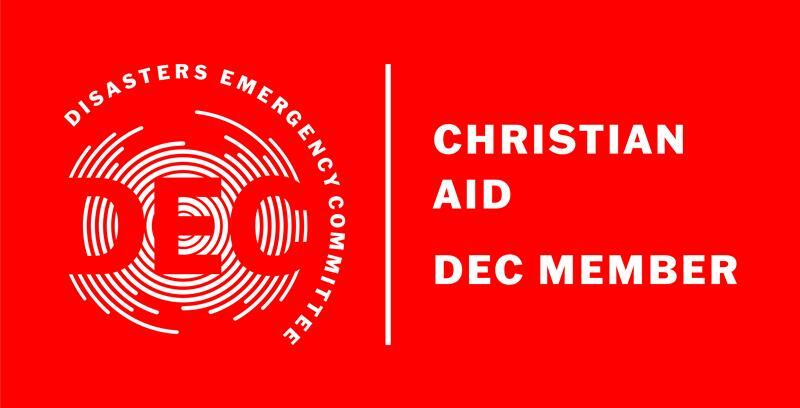 DISASTERS EMERGENCY COMMITTEE
DEC
CHRISTIAN
AID
DEC MEMBER